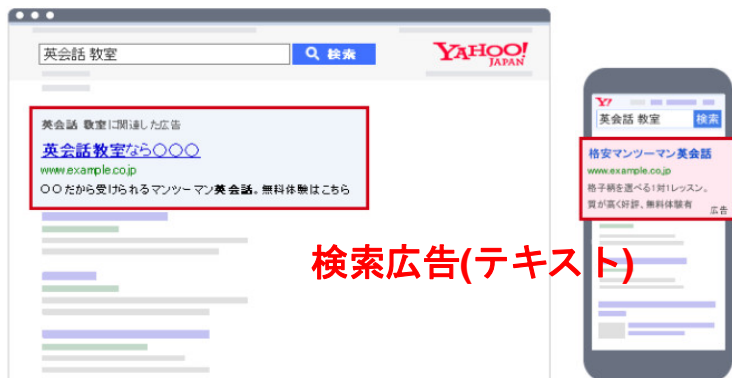 英会話 教室
検索
YAHOO!
JAPAN
英会話 教室に関連した広告
英会話教室なら〇〇〇
www.example.co.jp
〇〇だから受けられるマンツーマン英会話。無料体験はこちら
検索広告(テキスト)
Y!
英会話 教室
検索
格安マンツーマン英会話
www.example.co.jp
格子柄を選べる1対1レッスン。
質が高く好評、無料体験有
広告